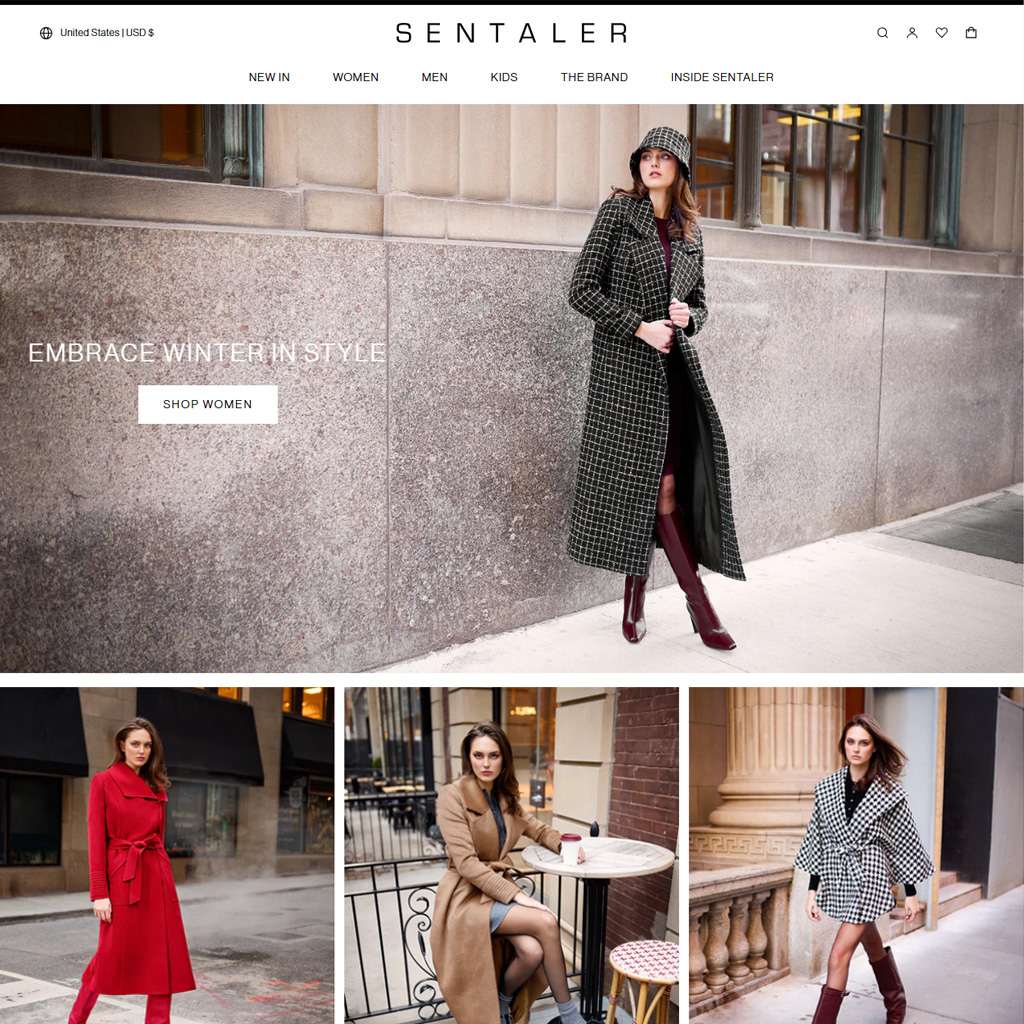 United States | USD $
SENTALER
NEW IN
WOMEN
MEN
KIDS
THE BRAND
INSIDE SENTALER
EMBRACE WINTER IN STYLE
SHOP WOMEN